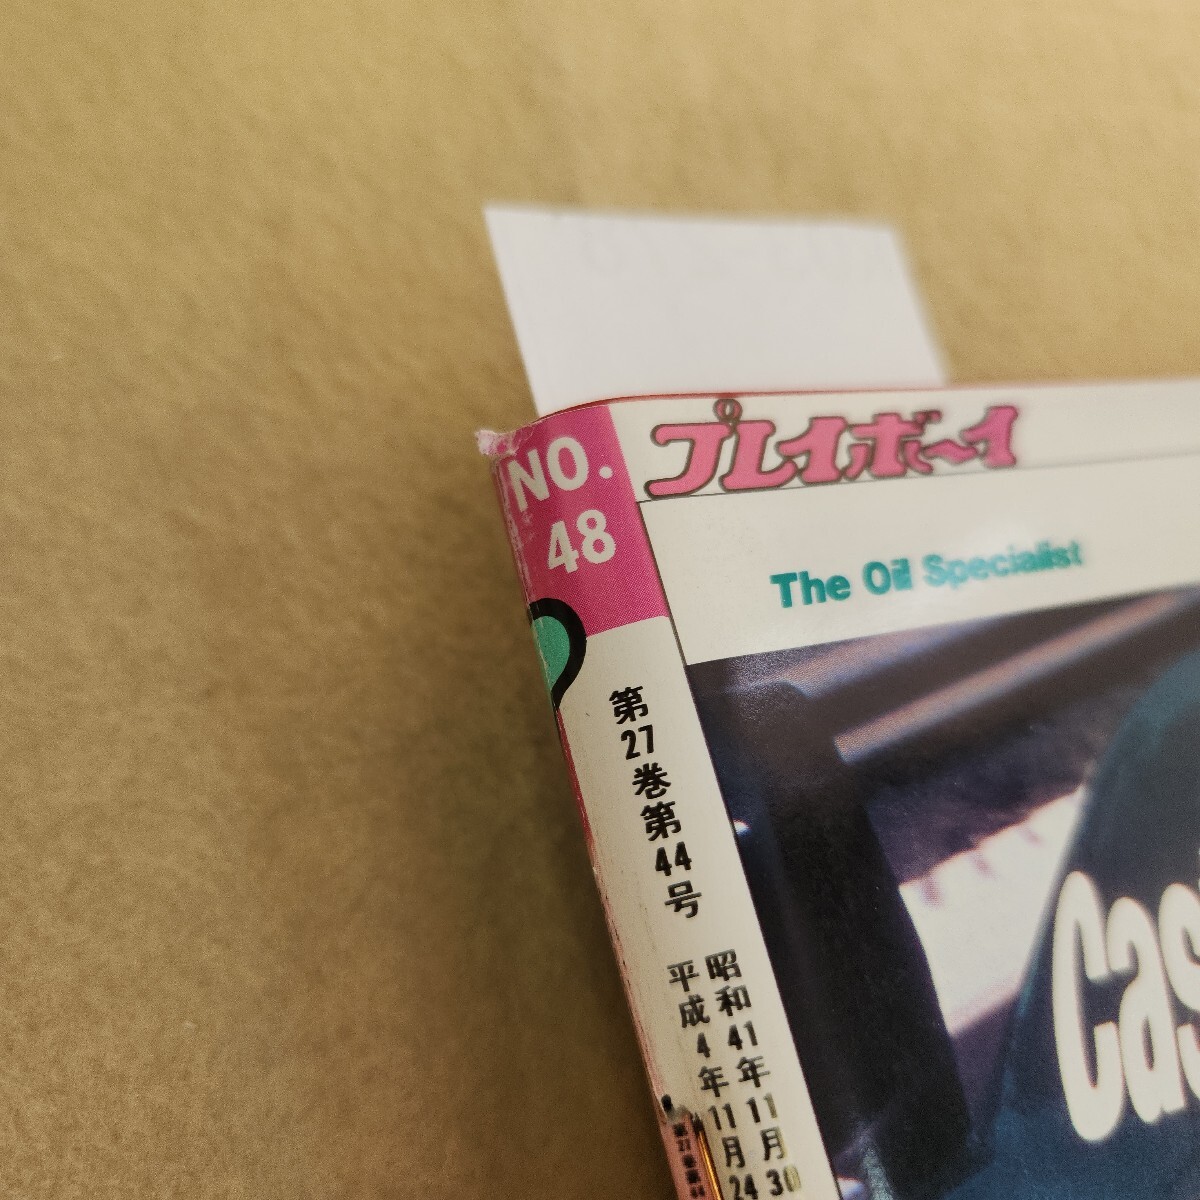 プレイボーイ
NO.
48
The Oil Specialist
第27巻第44号
昭和41年11月30
平成4年11月24
Cas